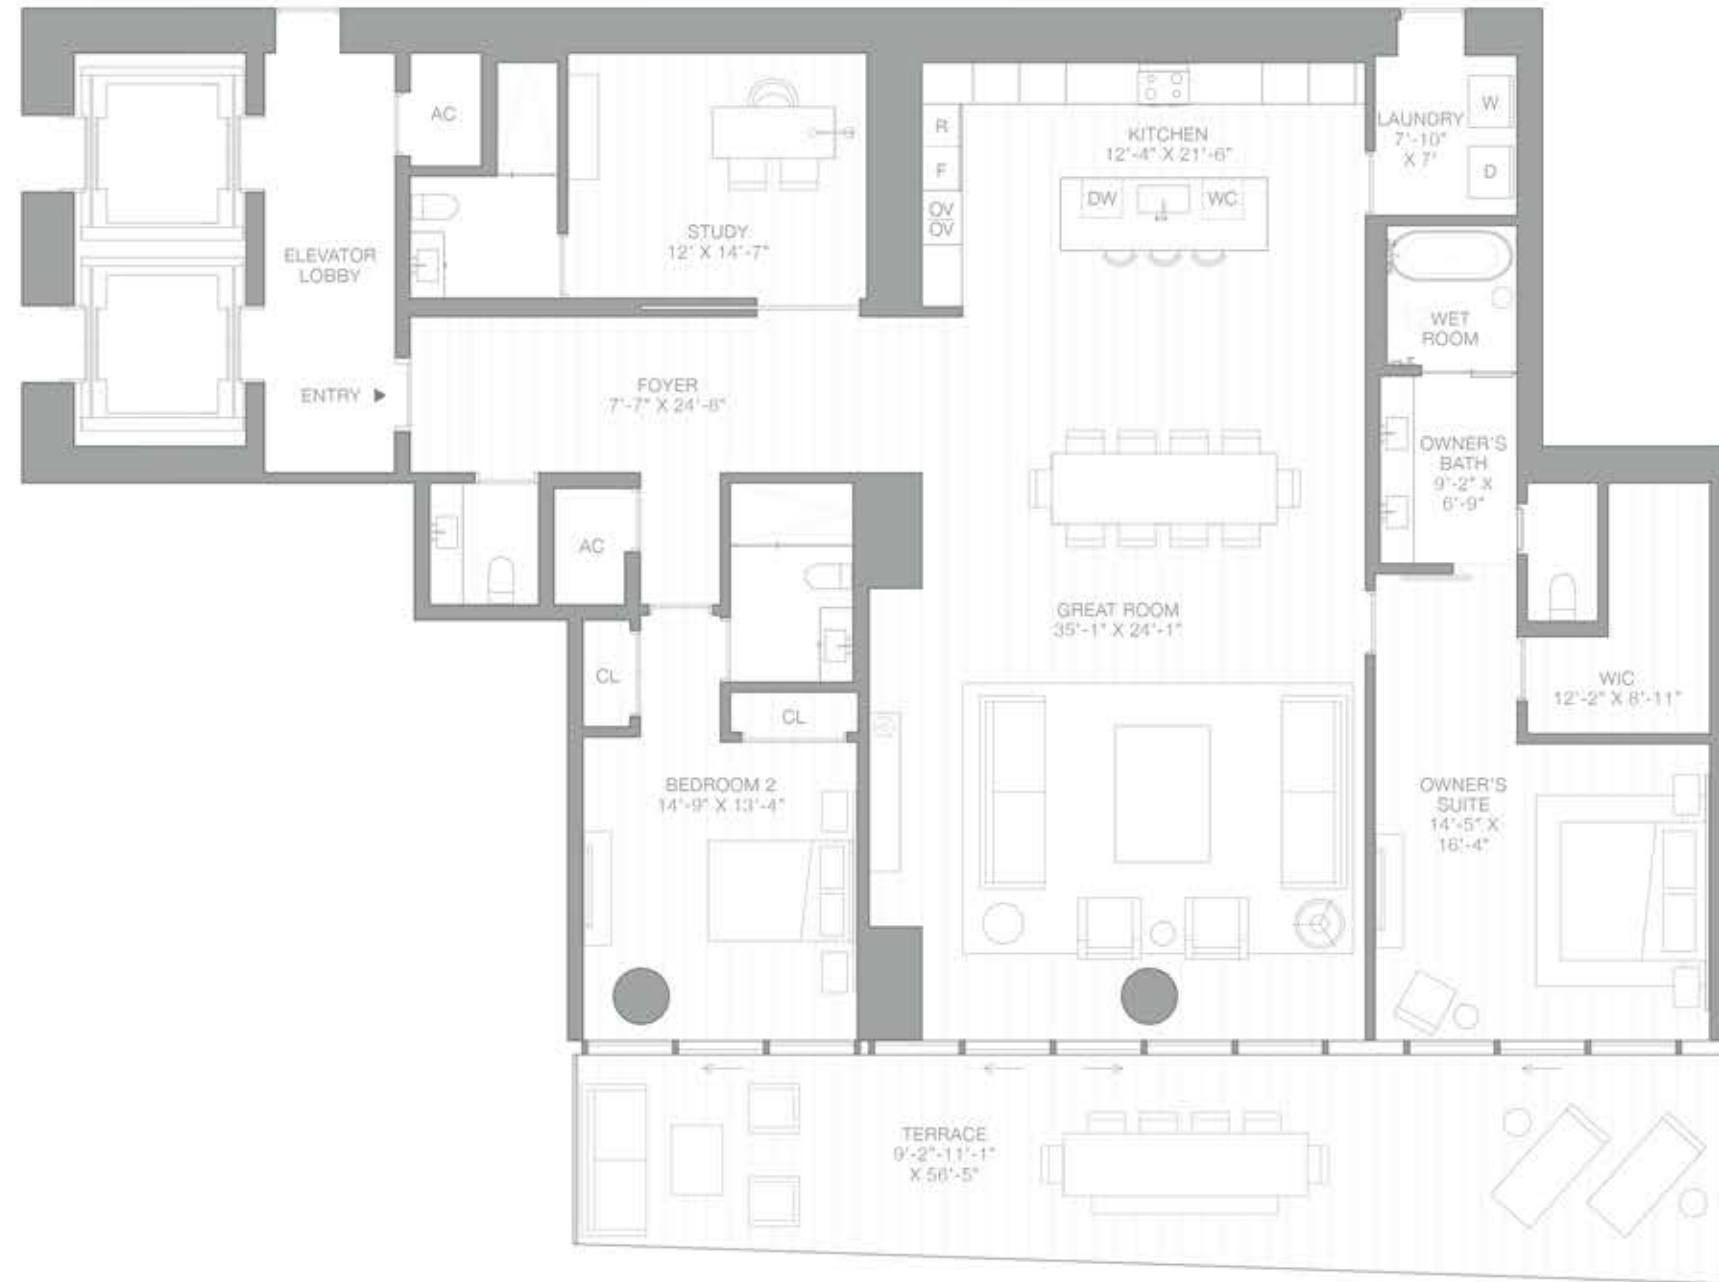 AC
W
LAUNDRY
7'-10"
X 7'
D
R
F
OV
OV
KITCHEN
12'-4" X 21'-6"
DW
WC
STUDY
12' X 14'-7"
ELEVATOR
LOBBY
WET
ROOM
ENTRY
FOYER
7'-7" X 24'-6"
OWNER'S
BATH
9'-2" X
6'-9"
AC
GREAT ROOM
35'-1" X 24'-1"
CL
CL
WIC
12'-2" X 8'-11"
BEDROOM 2
14'-9" X 13'-4"
OWNER'S
SUITE
14'-5" X
16'-4"
TERRACE
9'-2"-11'-1"
X 56'-5"